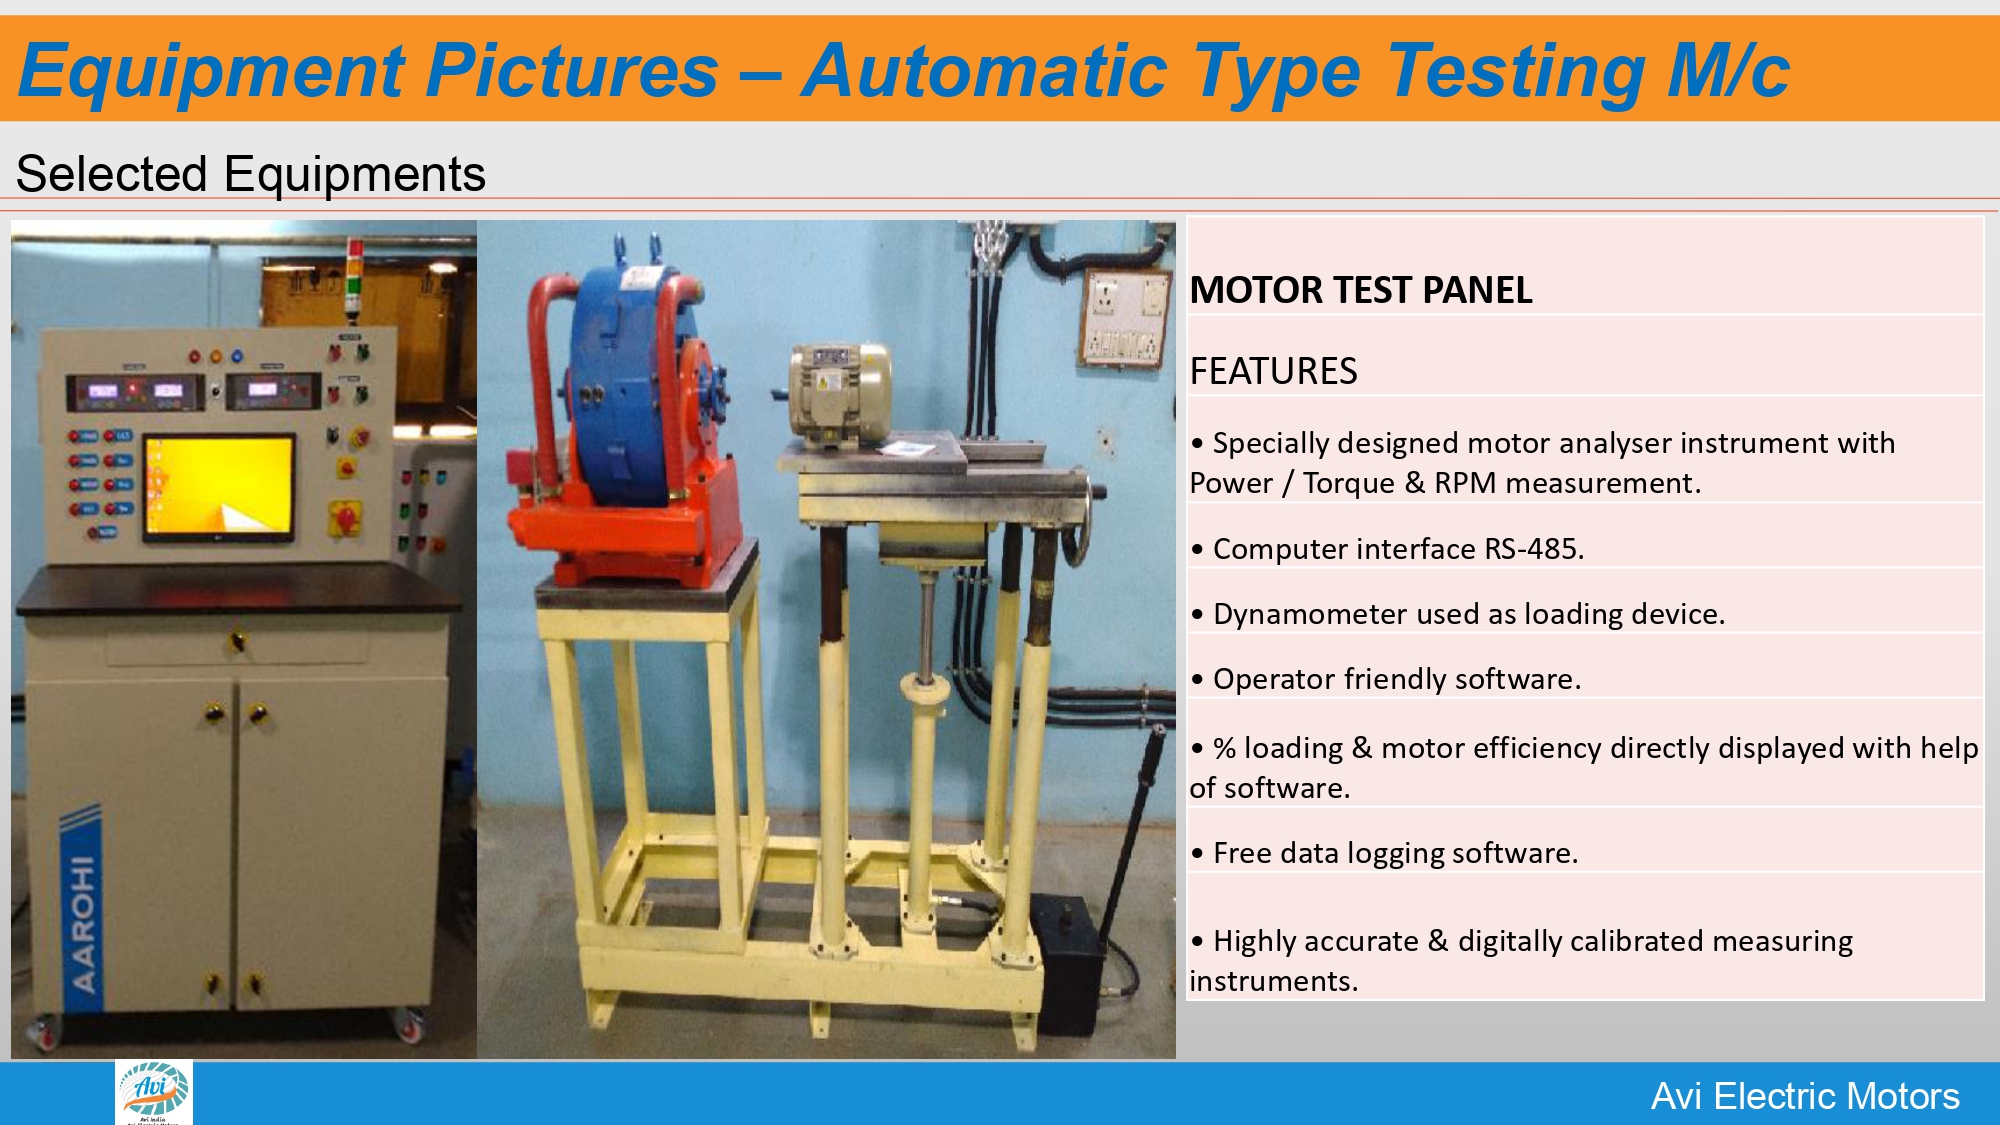 Equipment Pictures – Automatic Type Testing M/c
Selected Equipments
AAROHI
MOTOR TEST PANEL
FEATURES
• Specially designed motor analyser instrument with
Power / Torque & RPM measurement.
• Computer interface RS-485.
• Dynamometer used as loading device.
• Operator friendly software.
• % loading & motor efficiency directly displayed with help
of software.
• Free data logging software.
• Highly accurate & digitally calibrated measuring
instruments.
Avi
Avi India
Avi Electric Motors